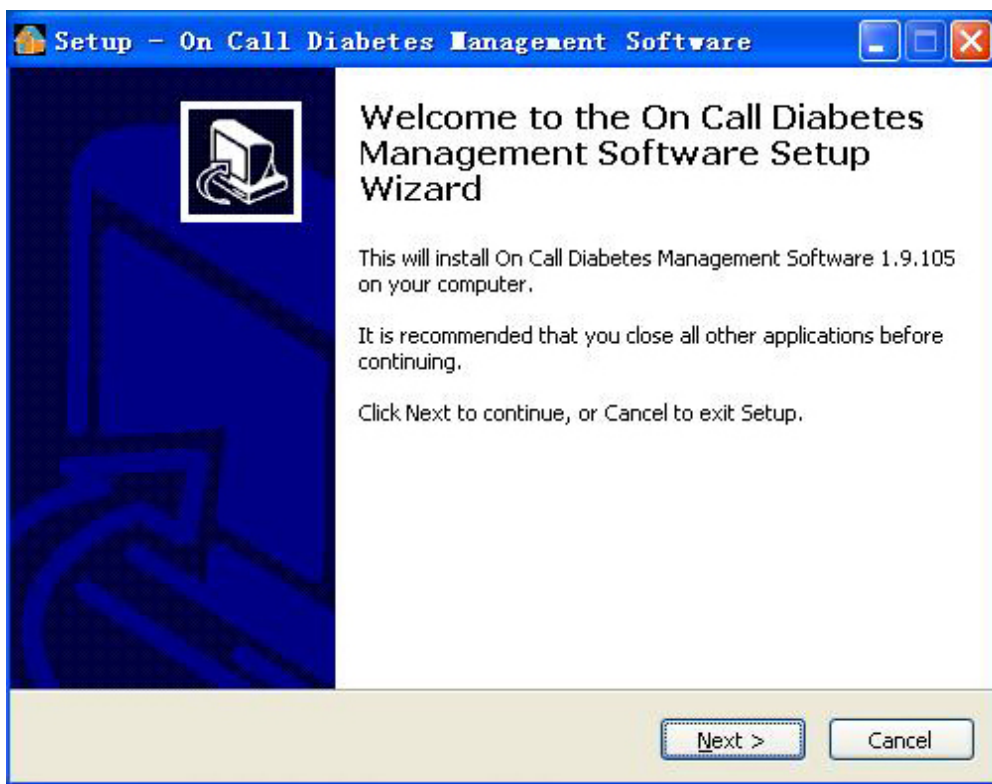 Setup - On Call Diabetes Management Software
Welcome to the On Call Diabetes
Management Software Setup
Wizard
This will install On Call Diabetes Management Software 1.9.105
on your computer.
It is recommended that you close all other applications before
continuing.
Click Next to continue, or Cancel to exit Setup.
Next >
Cancel